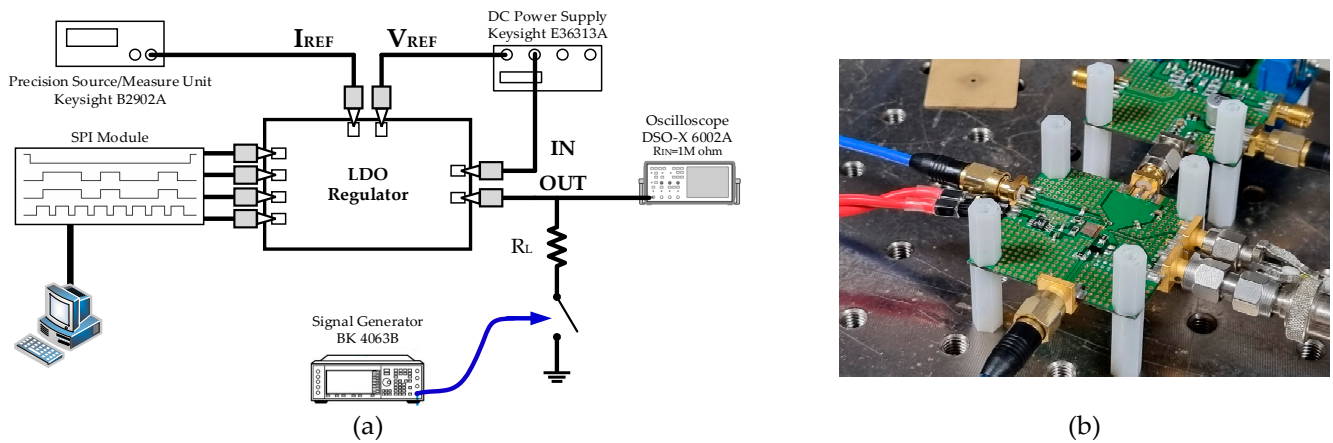 Precision Source/Measure Unit
Keysight B2902A
IREF
VREF
DC Power Supply
Keysight E36313A
SPI Module
LDO
Regulator
IN
OUT
Oscilloscope
DSO-X 6002A
RIN=1M ohm
RL
Signal Generator
BK 4063B
(a)
(b)